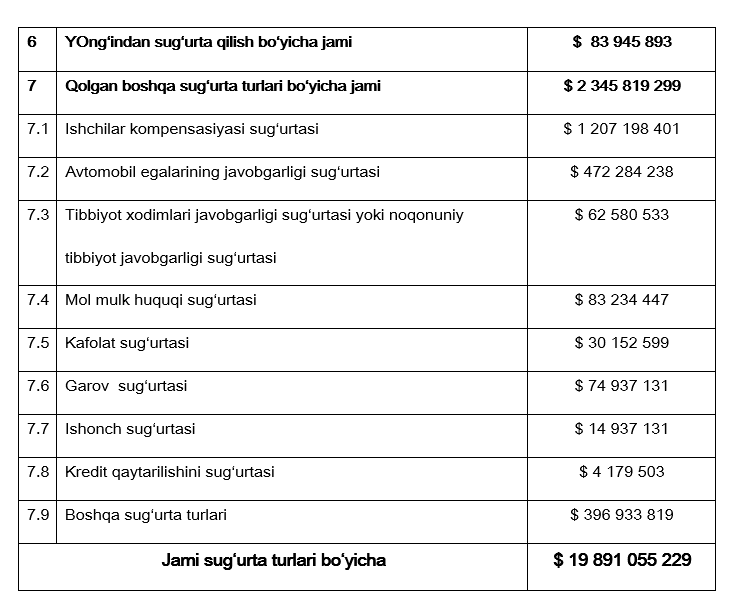 6 YOng‘indan sug‘urta qilish bo‘yicha jami $ 83 945 893
7 Qolgan boshqa sug‘urta turlari bo‘yicha jami $ 2 345 819 299
7.1 Ishchilar kompensasiyasi sug‘urtasi $ 1 207 198 401
7.2 Avtomobil egalarining javobgarligi sug‘urtasi $ 472 284 238
7.3 Tibbiyot xodimlari javobgarligi sug‘urtasi yoki noqonuniy $ 62 580 533
tibbiyot javobgarligi sug‘urtasi
7.4 Mol mulk huquqi sug‘urtasi $ 83 234 447
7.5 Kafolat sug‘urtasi $ 30 152 599
7.6 Garov sug‘urtasi $ 74 937 131
7.7 Ishonch sug‘urtasi $ 14 937 131
7.8 Kredit qaytarilishini sug‘urtasi $ 4 179 503
7.9 Boshqa sug‘urta turlari $ 396 933 819
Jami sug‘urta turlari bo‘yicha $ 19 891 055 229